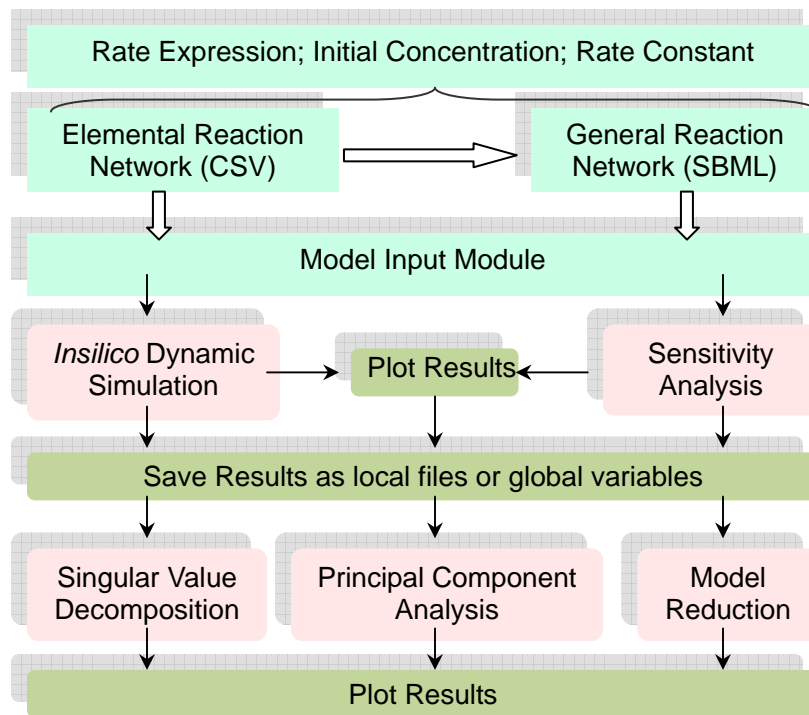 Rate Expression; Initial Concentration; Rate Constant
Elemental Reaction
Network (CSV)
General Reaction
Network (SBML)
Model Input Module
Insilico Dynamic
Simulation
Plot Results
Sensitivity
Analysis
Save Results as local files or global variables
Singular Value
Decomposition
Principal Component
Analysis
Model
Reduction
Plot Results